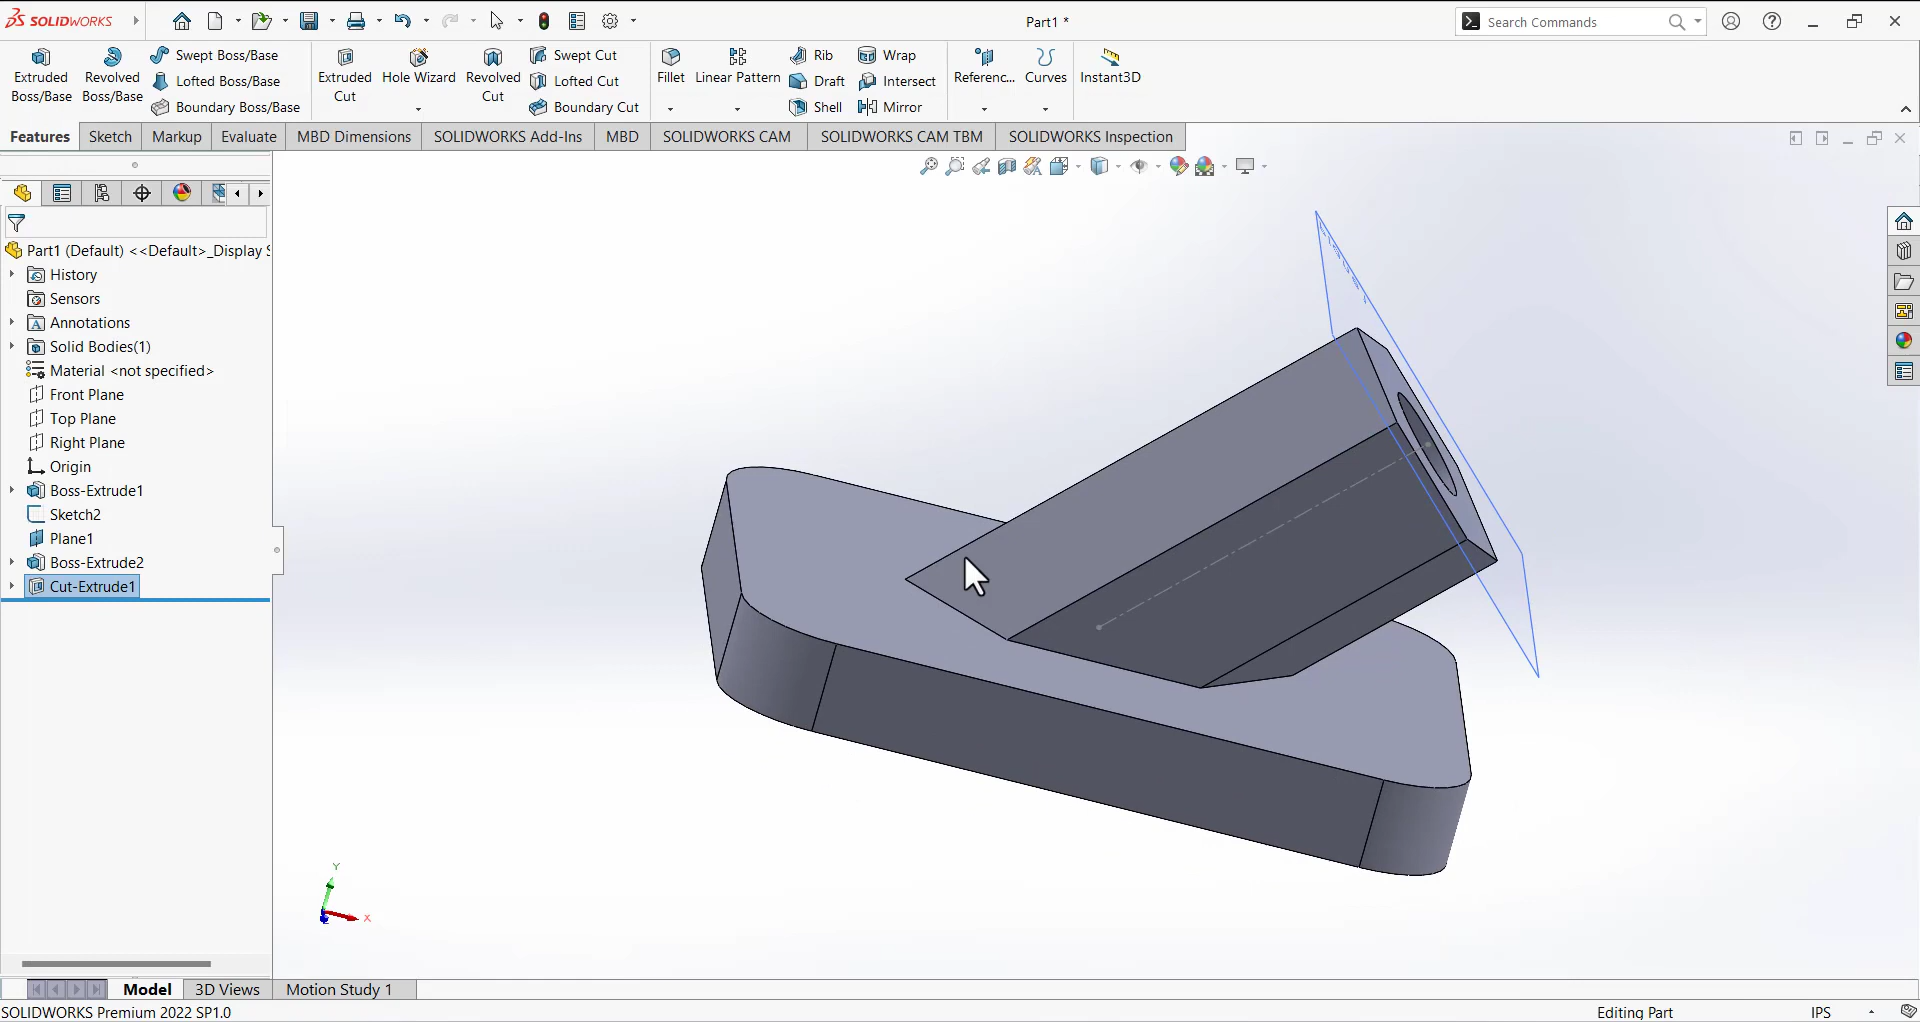 SOLIDWORKS
Part1 *
Search Commands
Extruded Boss/Base
Revolved Boss/Base
Swept Boss/Base
Lofted Boss/Base
Boundary Boss/Base
Extruded Cut
Hole Wizard
Revolved Cut
Swept Cut
Lofted Cut
Boundary Cut
Fillet
Linear Pattern
Rib
Draft
Shell
Wrap
Intersect
Mirror
Referenc...
Curves
Instant3D
Features
Sketch
Markup
Evaluate
MBD Dimensions
SOLIDWORKS Add-Ins
MBD
SOLIDWORKS CAM
SOLIDWORKS CAM TBM
SOLIDWORKS Inspection
Part1 (Default) <<Default>_Display S
History
Sensors
Annotations
Solid Bodies(1)
Material <not specified>
Front Plane
Top Plane
Right Plane
Origin
Boss-Extrude1
Sketch2
Plane1
Boss-Extrude2
Cut-Extrude1
Y
X
Model
3D Views
Motion Study 1
SOLIDWORKS Premium 2022 SP1.0
Editing Part
IPS